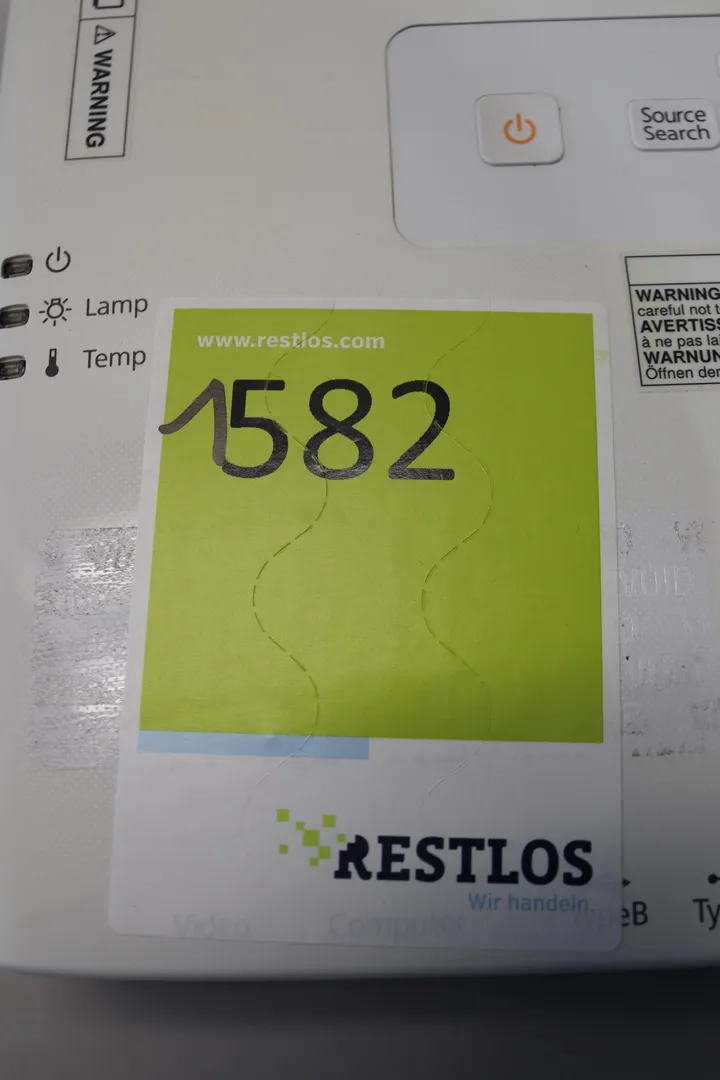 WARNING
Source
Search
Lamp
Temp
WARNING
careful not t
AVERTISS
à ne pas la
WARNUN
Öffnen der
www.restlos.com
1582
RESTLOS
Wir handeln.
Video
Computer
TypeB
Ty